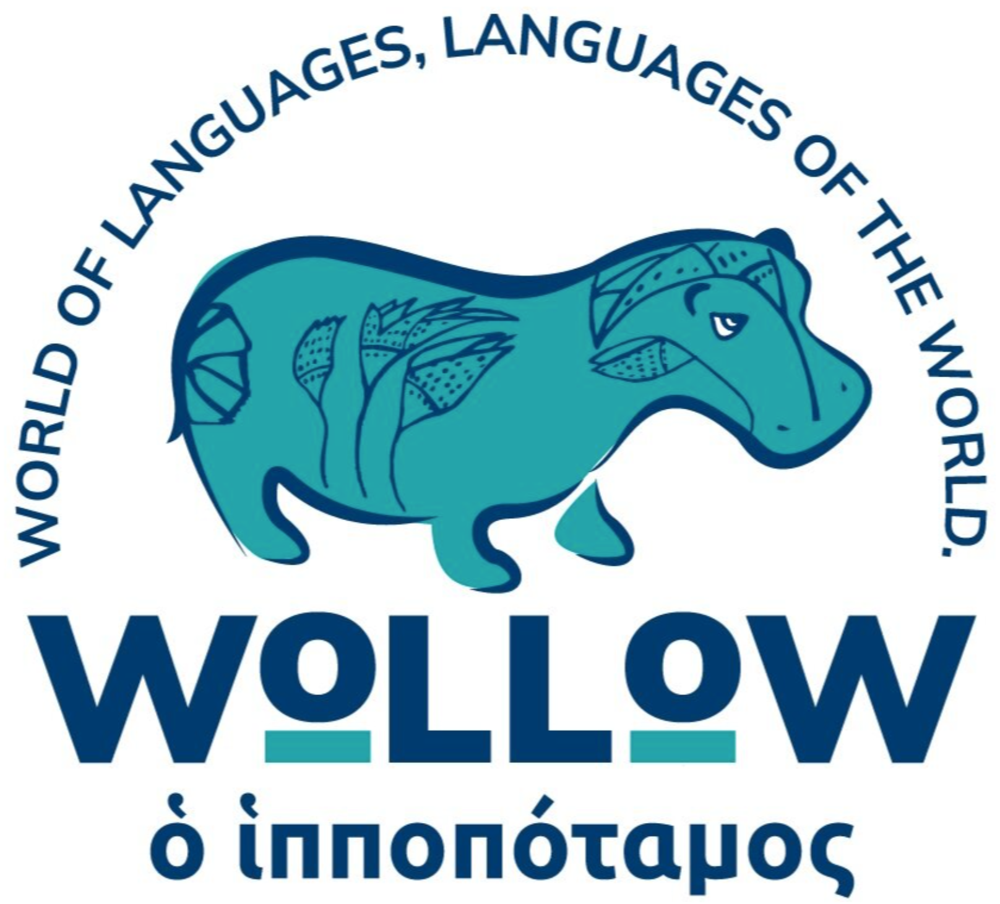 WORLD OF LANGUAGES, LANGUAGES OF THE WORLD.
WOLLOW
ὁ ἱπποπόταμος